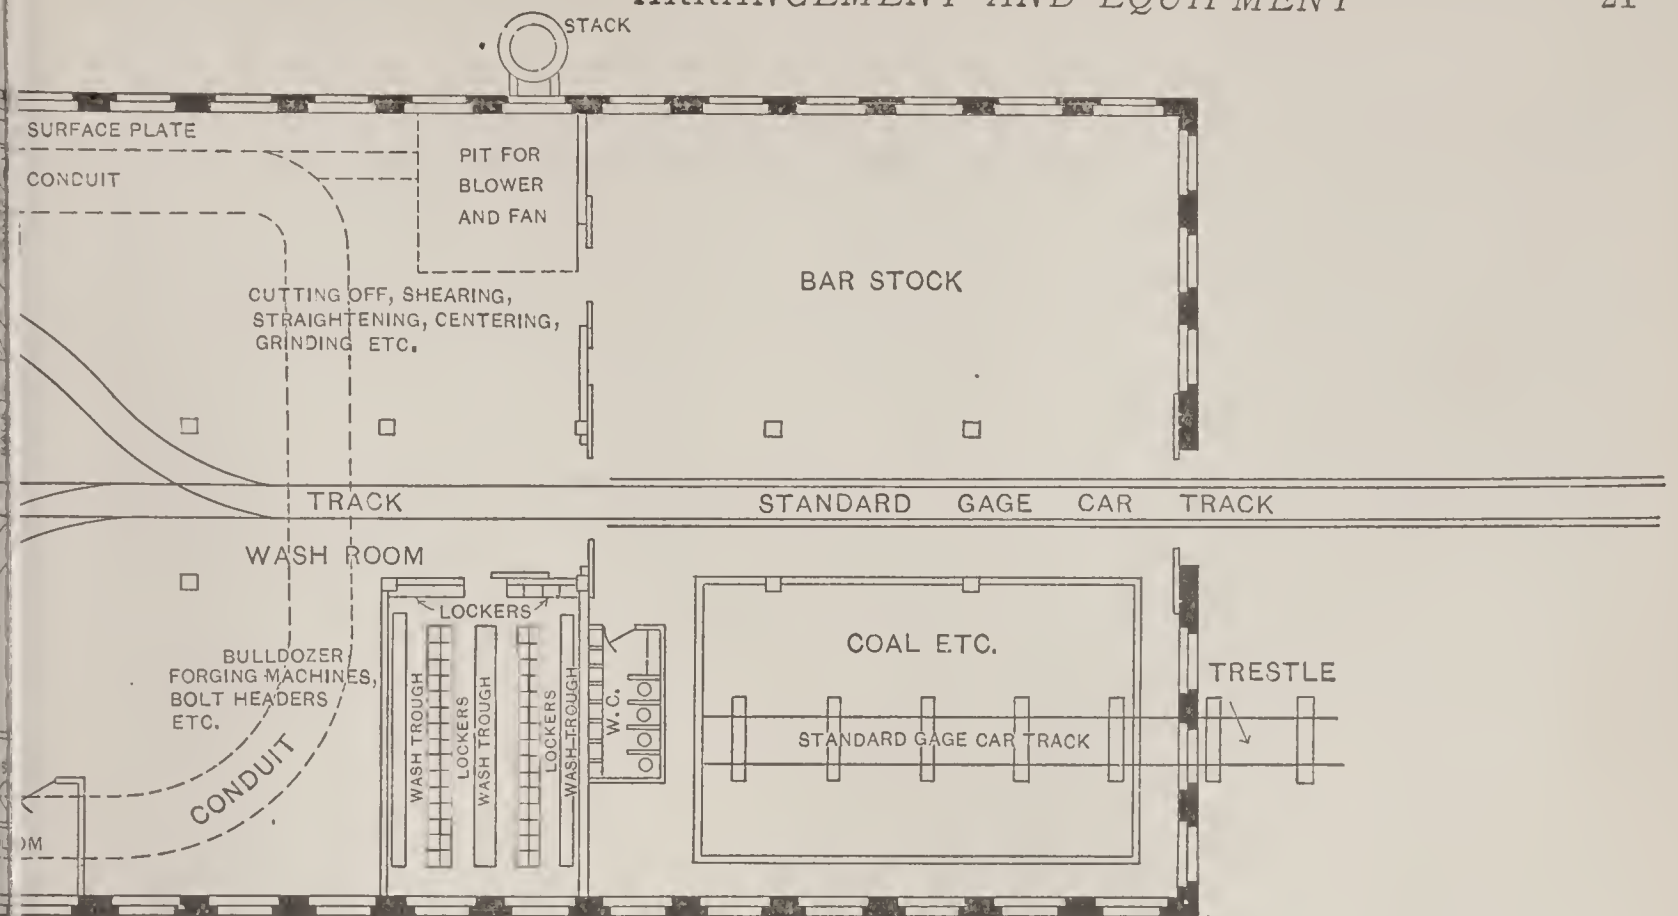 ARRANGEMENT AND EQUIPMENT 21
STACK
SURFACE PLATE
CONDUIT
PIT FOR
BLOWER
AND FAN
CUTTING OFF, SHEARING,
STRAIGHTENING, CENTERING,
GRINDING ETC.
BAR STOCK
TRACK
STANDARD GAGE CAR TRACK
WASH ROOM
LOCKERS
BULLDOZER
FORGING MACHINES,
BOLT HEADERS
ETC.
CONDUIT
WASH TROUGH
LOCKERS
WASH TROUGH
LOCKERS
WASH TROUGH
W.C.
COAL ETC.
STANDARD GAGE CAR TRACK
TRESTLE